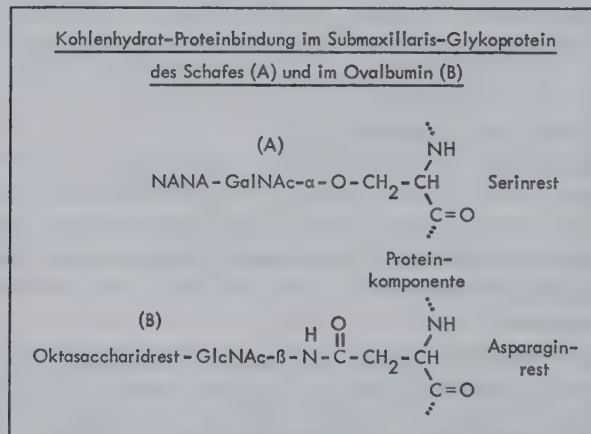 Kohlenhydrat-Proteinbindung im Submaxillaris-Glykoprotein
des Schafes (A) und im Ovalbumin (B)
(A)
NH
NANA-GalNAc-α-O-CH2-CH Serinrest
C=O
Protein-
komponente
(B)
H O NH
Oktasaccharidrest-GlcNAc-ß-N-C-CH2-CH Asparagin-
rest
C=O